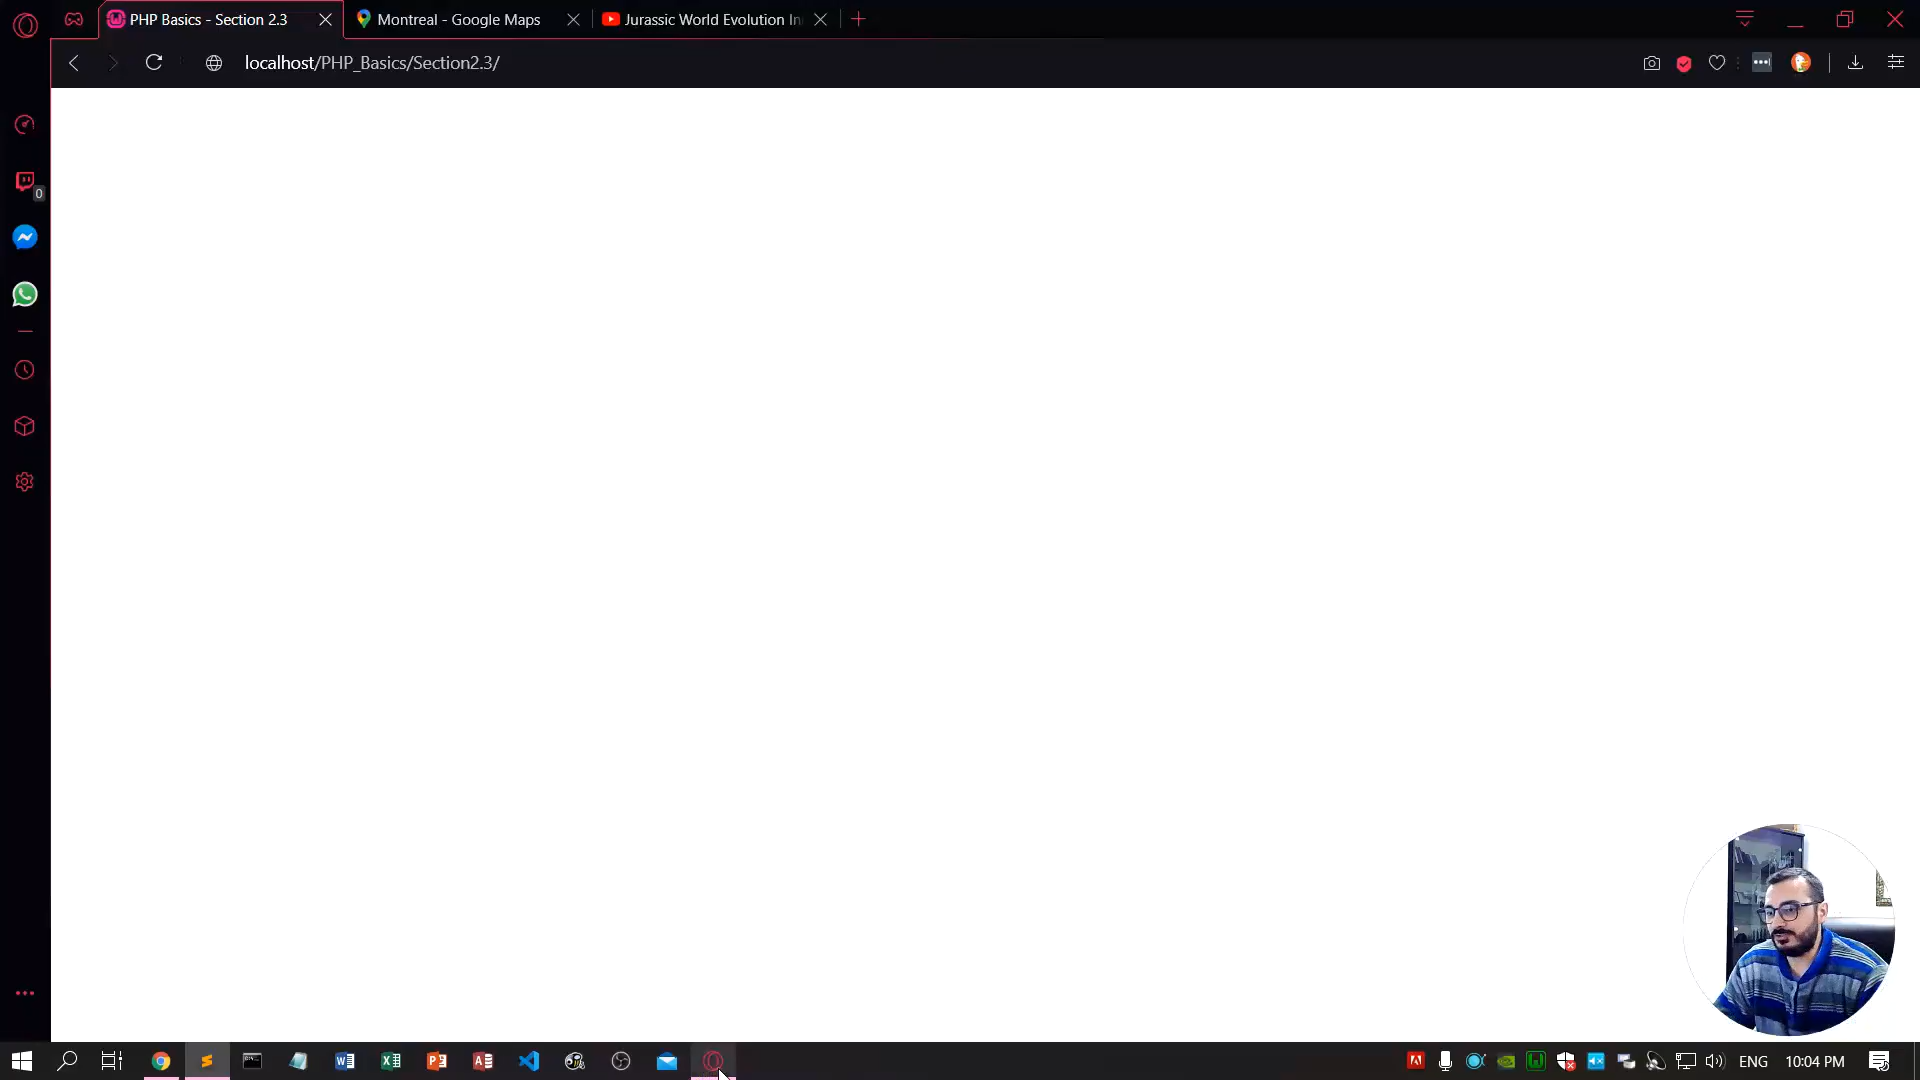 PHP Basics - Section 2.3
Montreal - Google Maps
Jurassic World Evolution In
localhost/PHP_Basics/Section2.3/
0
ENG
10:04 PM